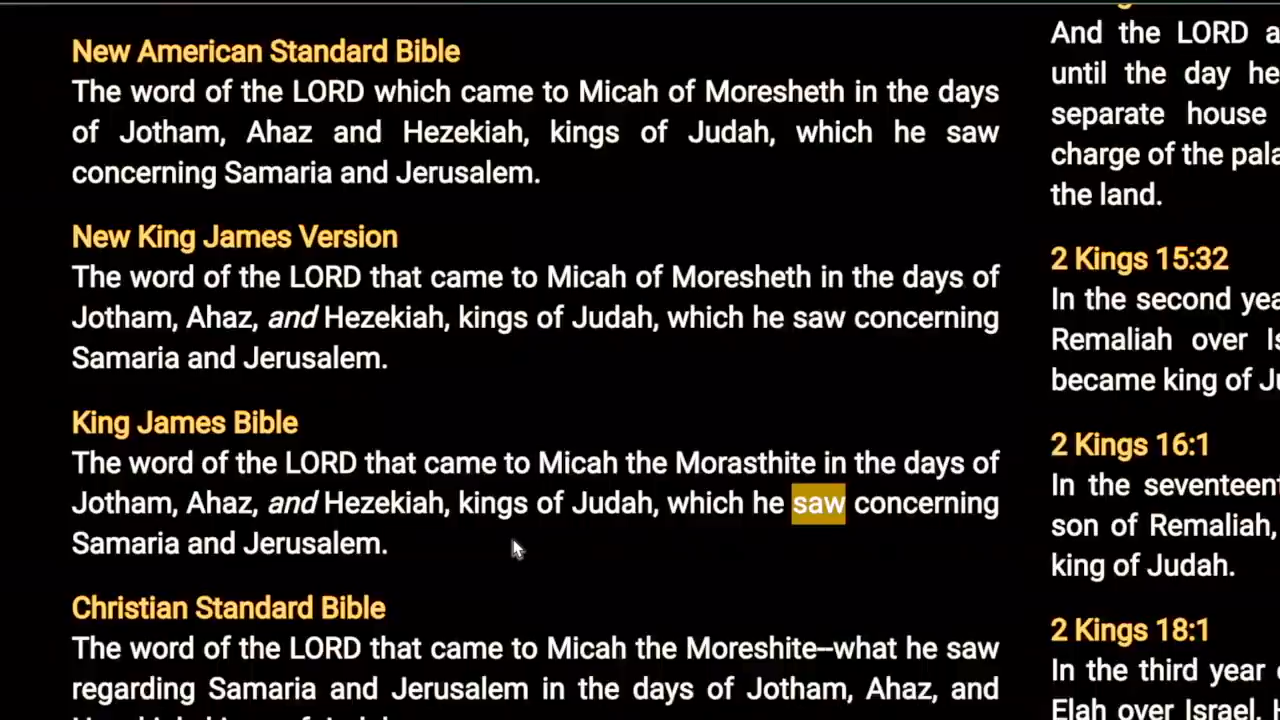 New American Standard Bible
The word of the LORD which came to Micah of Moresheth in the days
of Jotham, Ahaz and Hezekiah, kings of Judah, which he saw
concerning Samaria and Jerusalem.
New King James Version
The word of the LORD that came to Micah of Moresheth in the days of
Jotham, Ahaz, and Hezekiah, kings of Judah, which he saw concerning
Samaria and Jerusalem.
King James Bible
The word of the LORD that came to Micah the Morasthite in the days of
Jotham, Ahaz, and Hezekiah, kings of Judah, which he saw concerning
Samaria and Jerusalem.
Christian Standard Bible
The word of the LORD that came to Micah the Moreshite–what he saw
regarding Samaria and Jerusalem in the days of Jotham, Ahaz, and
And the LORD a
until the day he
separate house
charge of the pala
the land.
2 Kings 15:32
In the second yea
Remaliah over Is
became king of Ju
2 Kings 16:1
In the seventeent
son of Remaliah,
king of Judah.
2 Kings 18:1
In the third year
Elah over Israel,